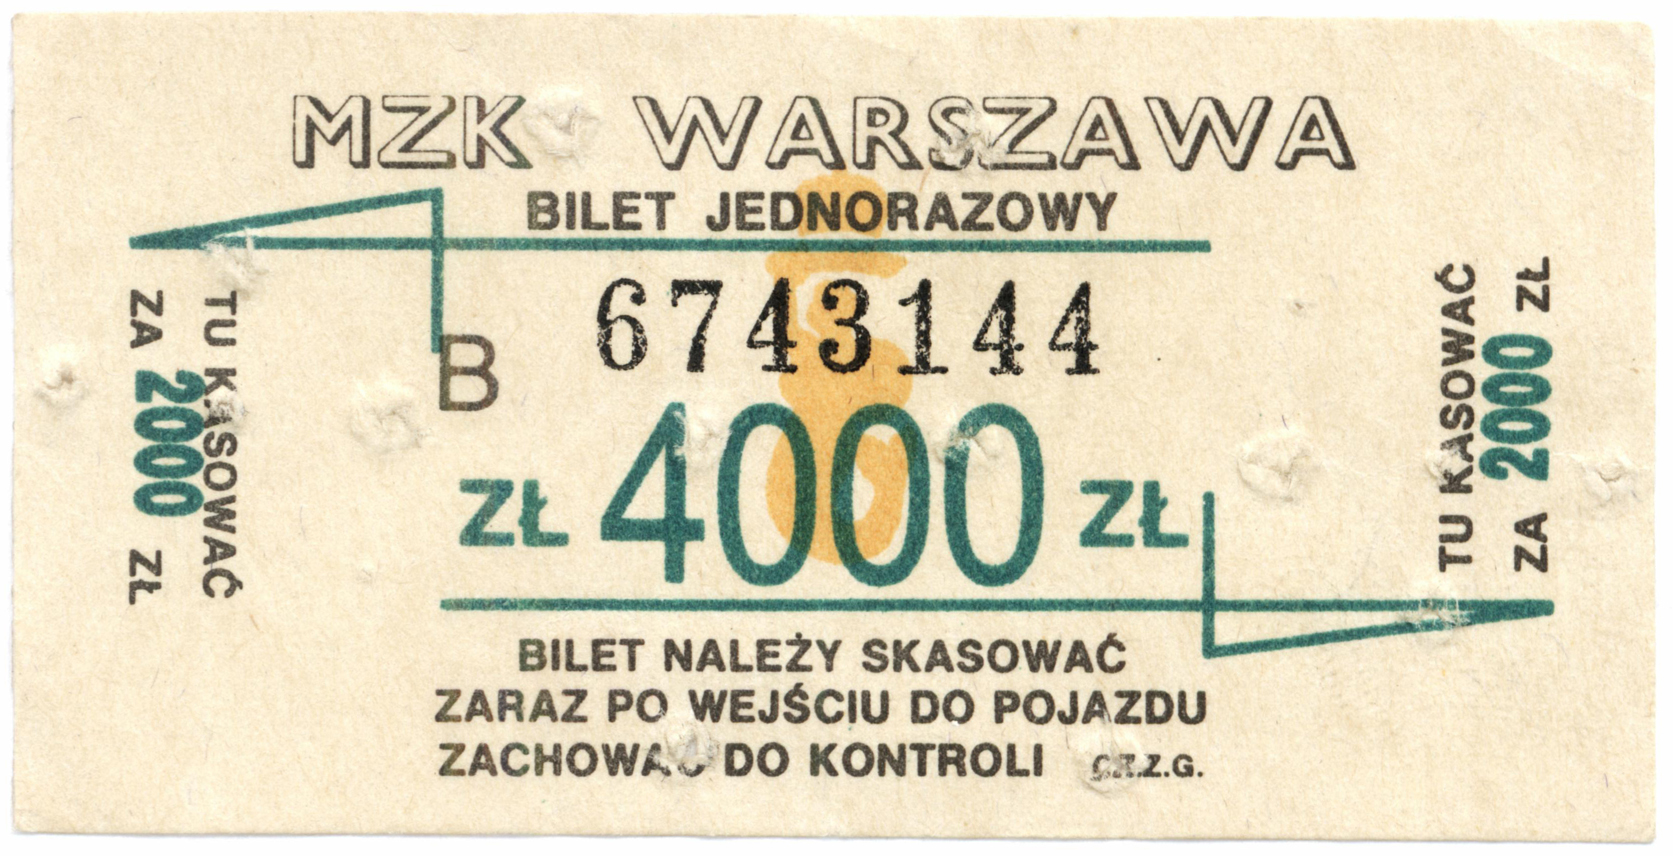 MZK WARSZAWA
BILET JEDNORAZOWY
TU KASOWAĆ
ZA 2000 ZŁ
B 6743144
ZŁ 4000 ZŁ
TU KASOWAĆ
ZA 2000 ZŁ
BILET NALEŻY SKASOWAĆ
ZARAZ PO WEJŚCIU DO POJAZDU
ZACHOWAĆ DO KONTROLI